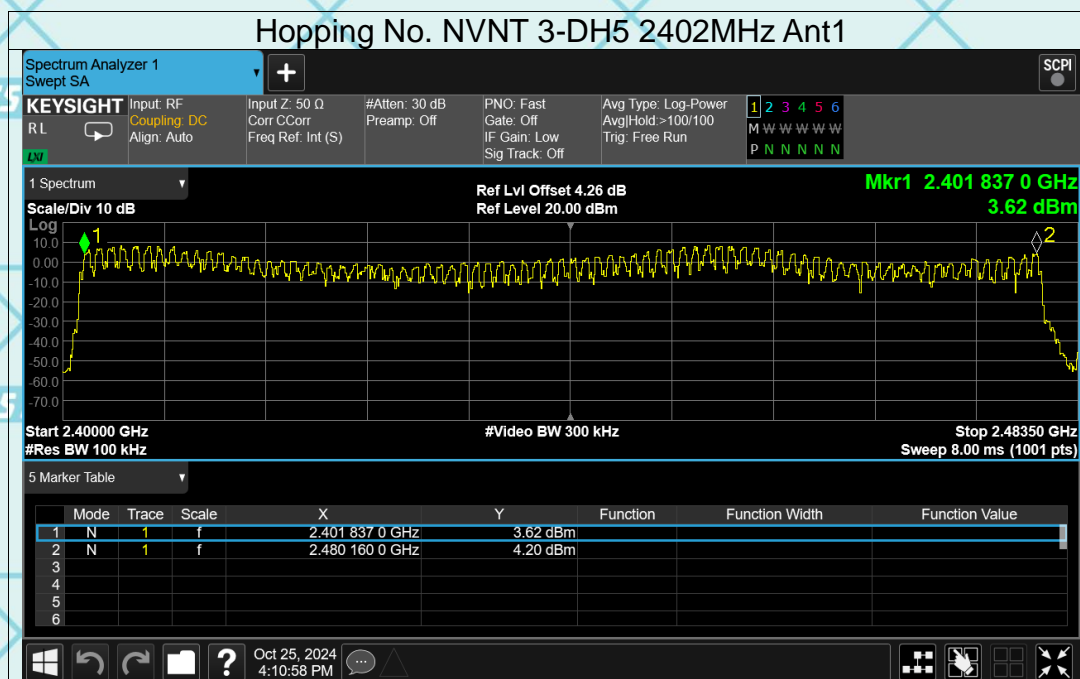 Hopping No. NVNT 3-DH5 2402MHz Ant1
Spectrum Analyzer 1
Swept SA
+
SCPI
KEYSIGHT
RL
LXI
Input: RF
Coupling: DC
Align: Auto
Input Z: 50 Ω
Corr CCorr
Freq Ref: Int (S)
#Atten: 30 dB
Preamp: Off
PNO: Fast
Gate: Off
IF Gain: Low
Sig Track: Off
Avg Type: Log-Power
Avg|Hold:>100/100
Trig: Free Run
1 2 3 4 5 6
M W W W W W
P N N N N N
1 Spectrum
Scale/Div 10 dB
Ref Lvl Offset 4.26 dB
Ref Level 20.00 dBm
Mkr1 2.401 837 0 GHz
3.62 dBm
Log
10.0
0.00
-10.0
-20.0
-30.0
-40.0
-50.0
-60.0
-70.0
1
2
Start 2.40000 GHz
#Res BW 100 kHz
#Video BW 300 kHz
Stop 2.48350 GHz
Sweep 8.00 ms (1001 pts)
5 Marker Table
Mode Trace Scale X Y Function Function Width Function Value
1 N 1 f 2.401 837 0 GHz 3.62 dBm
2 N 1 f 2.480 160 0 GHz 4.20 dBm
3
4
5
6
?
Oct 25, 2024
4:10:58 PM